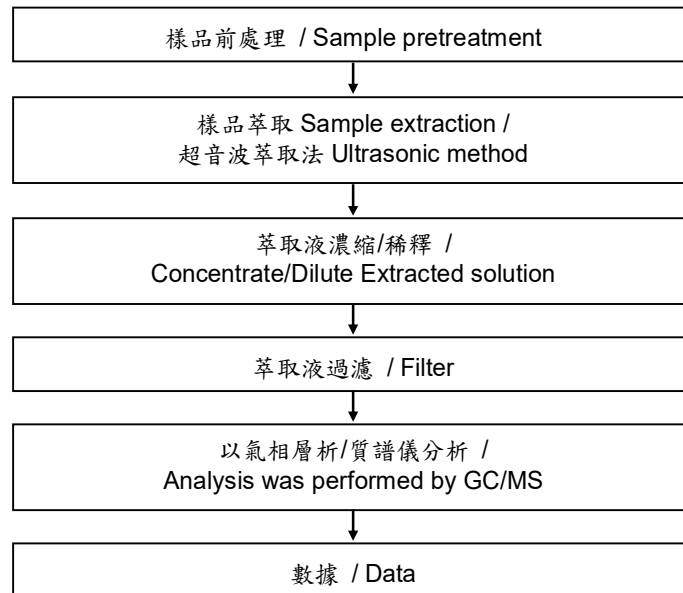 樣品前處理 / Sample pretreatment
樣品萃取 Sample extraction /
超音波萃取法 Ultrasonic method
萃取液濃縮/稀釋 /
Concentrate/Dilute Extracted solution
萃取液過濾 / Filter
以氣相層析/質譜儀分析 /
Analysis was performed by GC/MS
數據 / Data